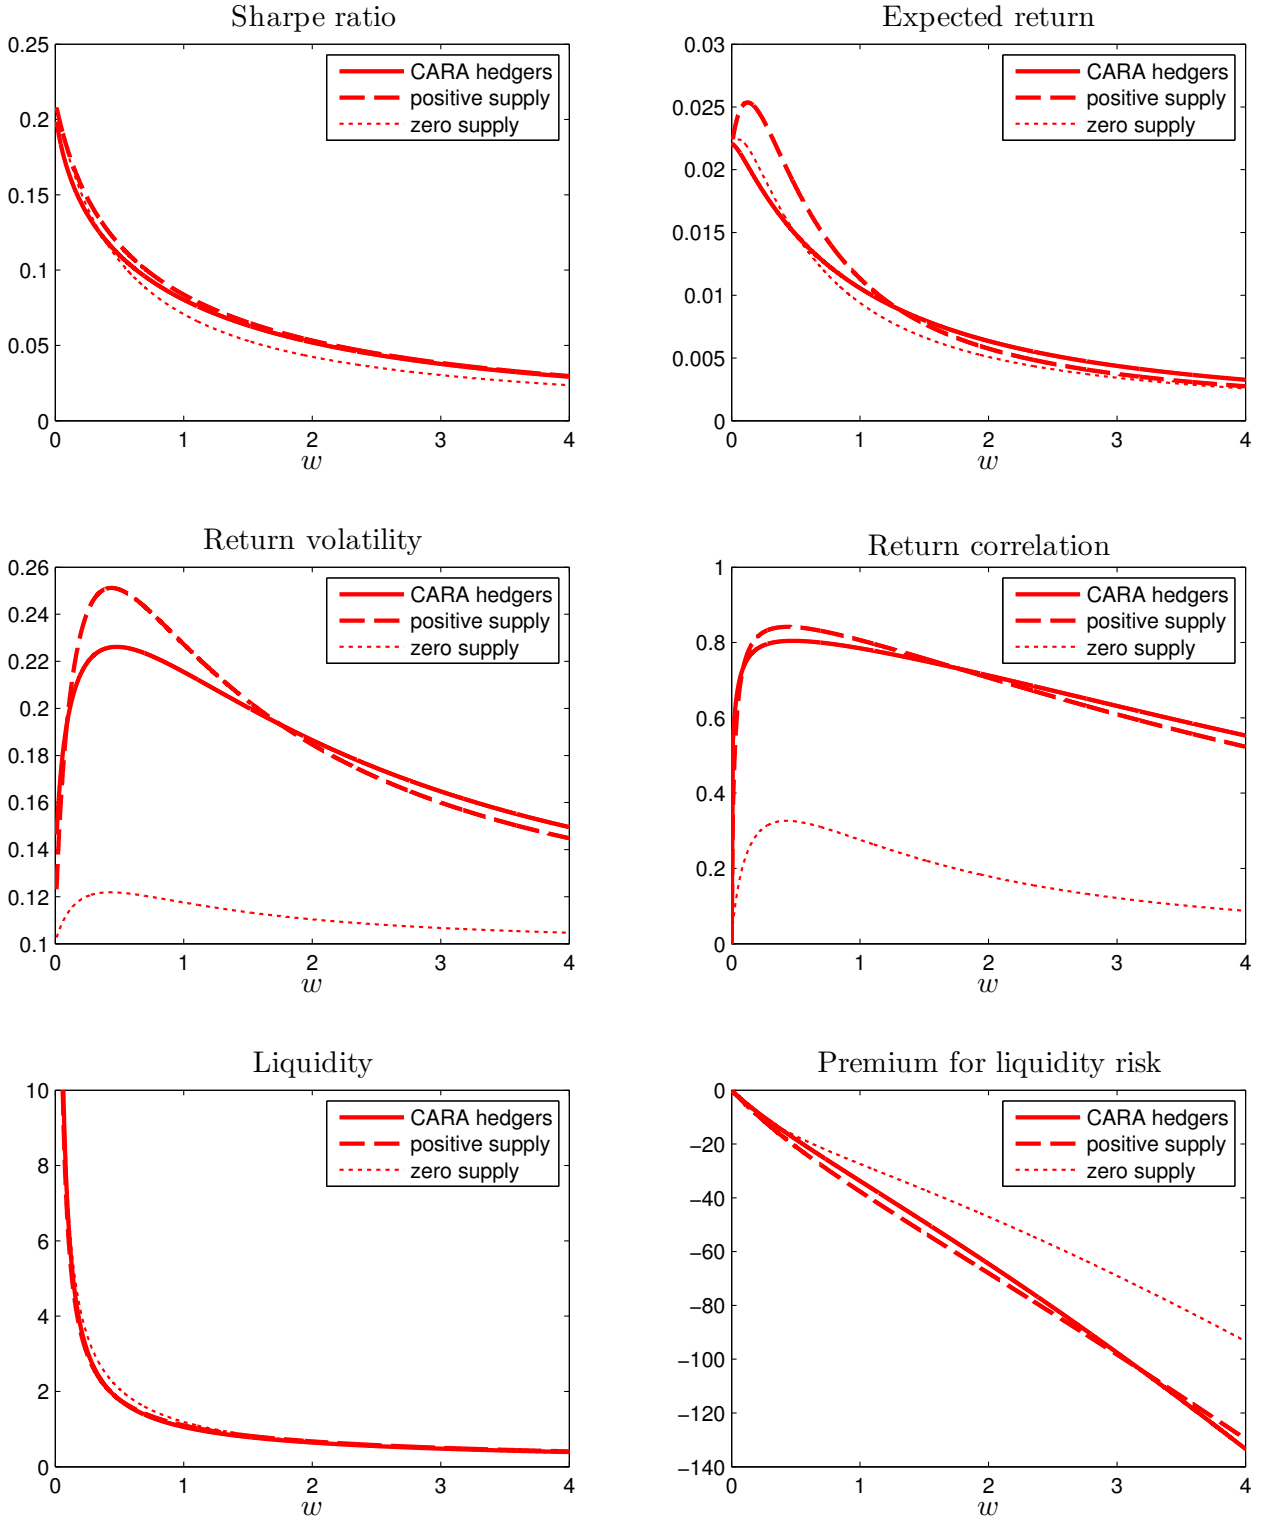 Sharpe ratio
0.25
0.2
0.15
0.1
0.05
0
0 1 2 3 4
w
CARA hedgers
positive supply
zero supply
Expected return
0.03
0.025
0.02
0.015
0.01
0.005
0
0 1 2 3 4
w
CARA hedgers
positive supply
zero supply
Return volatility
0.26
0.24
0.22
0.2
0.18
0.16
0.14
0.12
0.1
0 1 2 3 4
w
CARA hedgers
positive supply
zero supply
Return correlation
1
0.8
0.6
0.4
0.2
0
0 1 2 3 4
w
CARA hedgers
positive supply
zero supply
Liquidity
10
8
6
4
2
0
0 1 2 3 4
w
CARA hedgers
positive supply
zero supply
Premium for liquidity risk
0
−20
−40
−60
−80
−100
−120
−140
0 1 2 3 4
w
CARA hedgers
positive supply
zero supply